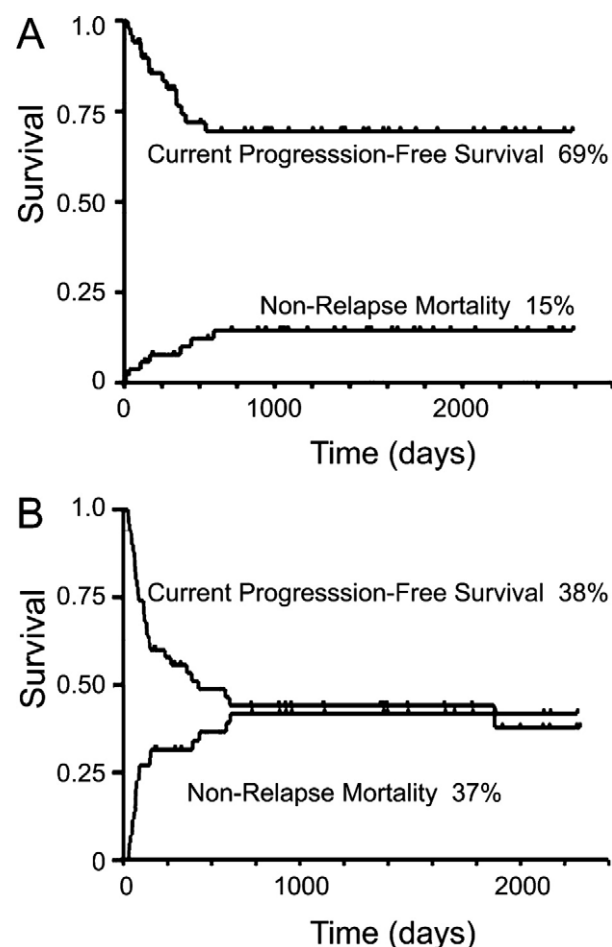 A
1.0
0.75
0.50
0.25
0
Survival
Current Progresssion-Free Survival 69%
Non-Relapse Mortality 15%
0 1000 2000
Time (days)
B
1.0
0.75
0.50
0.25
0
Survival
Current Progresssion-Free Survival 38%
Non-Relapse Mortality 37%
0 1000 2000
Time (days)